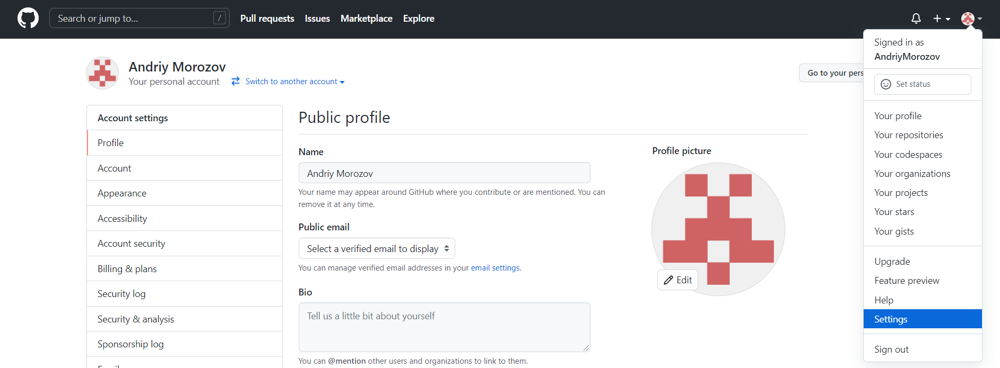 Search or jump to... /
Pull requests
Issues
Marketplace
Explore
Andriy Morozov
Your personal account
Switch to another account
Go to your pers
Account settings
Profile
Account
Appearance
Accessibility
Account security
Billing & plans
Security log
Security & analysis
Sponsorship log
Public profile
Name
Andriy Morozov
Your name may appear around GitHub where you contribute or are mentioned. You can
remove it at any time.
Public email
Select a verified email to display
You can manage verified email addresses in your email settings.
Bio
Tell us a little bit about yourself
You can @mention other users and organizations to link to them.
Profile picture
Edit
Signed in as
AndriyMorozov
Set status
Your profile
Your repositories
Your codespaces
Your organizations
Your projects
Your stars
Your gists
Upgrade
Feature preview
Help
Settings
Sign out